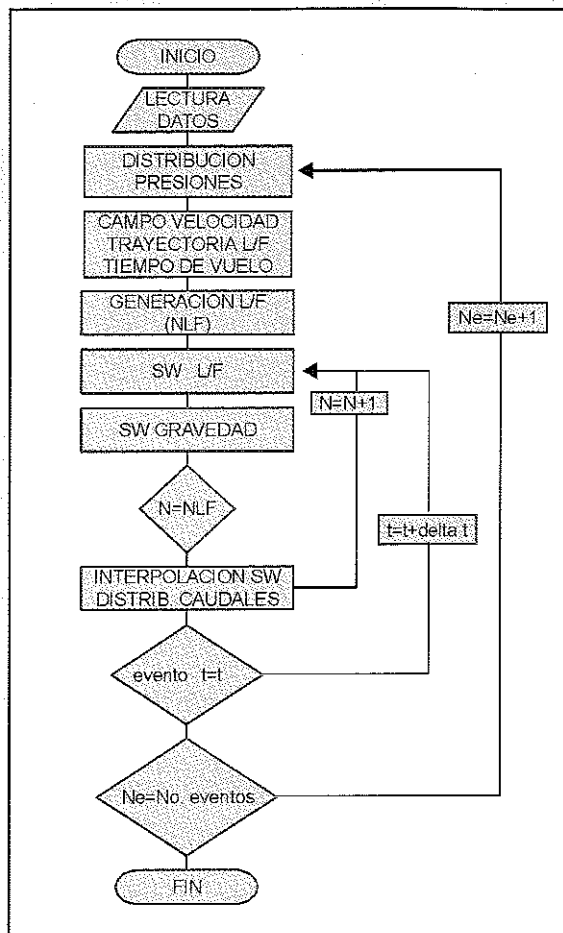 INICIO
LECTURA
DATOS
DISTRIBUCION
PRESIONES
CAMPO VELOCIDAD
TRAYECTORIA L/F
TIEMPO DE VUELO
GENERACION L/F
(NLF)
Ne=Ne+1
SW L/F
N=N+1
SW GRAVEDAD
N=NLF
t=t+delta t
INTERPOLACION SW
DISTRIB. CAUDALES
evento t=t
Ne=No. eventos
FIN